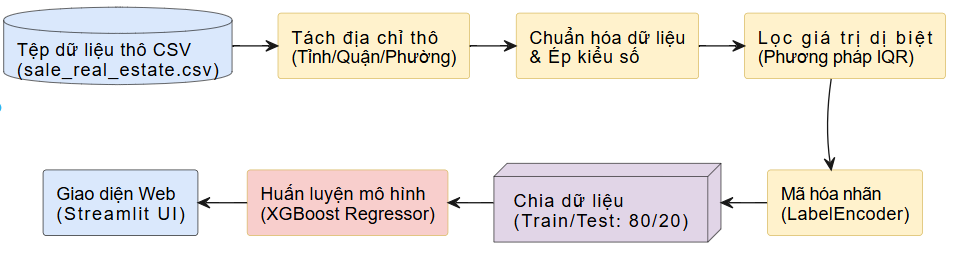 Tệp dữ liệu thô CSV
(sale_real_estate.csv)
Tách địa chỉ thô
(Tỉnh/Quận/Phường)
Chuẩn hóa dữ liệu
& Ép kiểu số
Lọc giá trị dị biệt
(Phương pháp IQR)
Mã hóa nhãn
(LabelEncoder)
Chia dữ liệu
(Train/Test: 80/20)
Huấn luyện mô hình
(XGBoost Regressor)
Giao diện Web
(Streamlit UI)